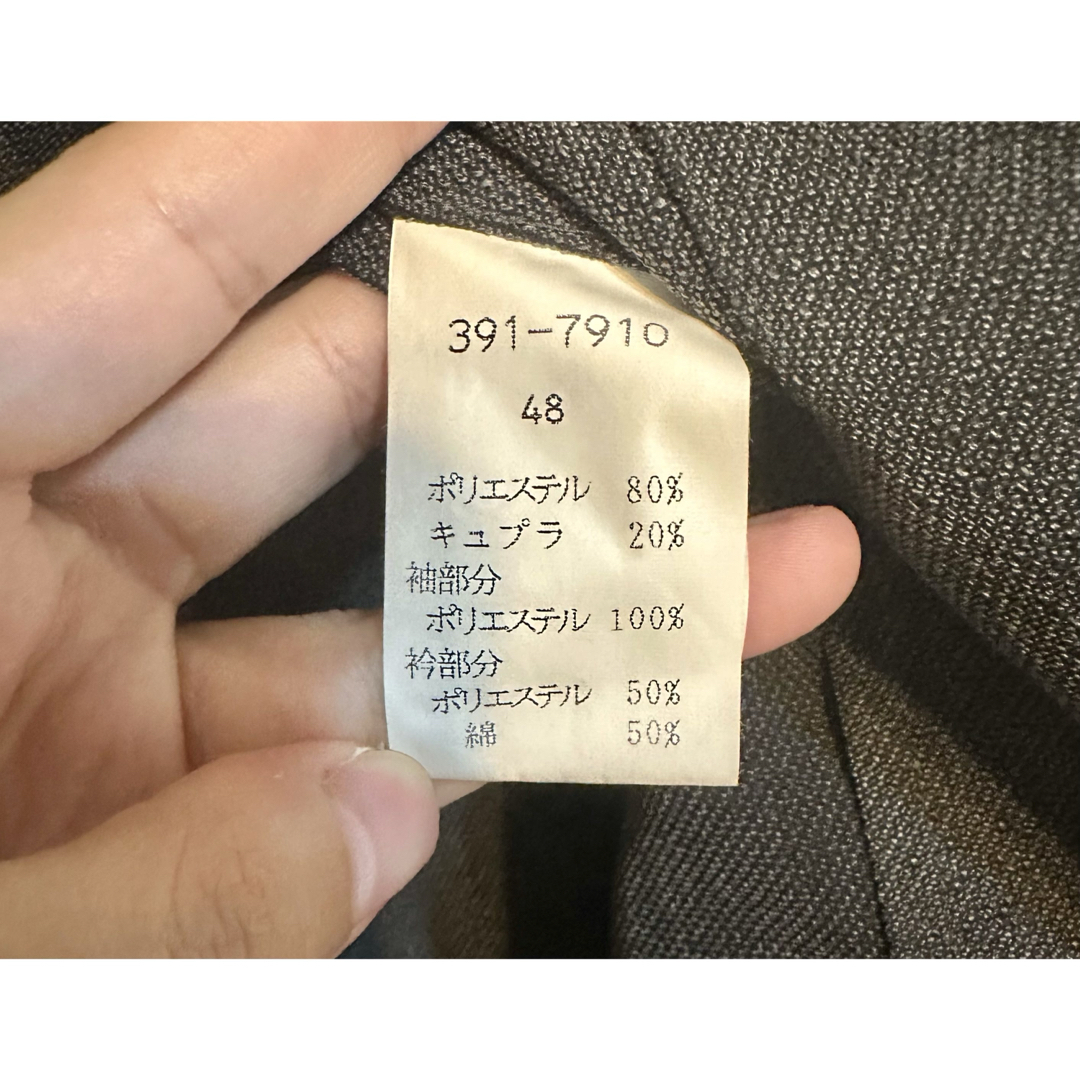 391-7910
48
ポリエステル 80%
キュプラ 20%
袖部分
ポリエステル 100%
衿部分
ポリエステル 50%
綿 50%